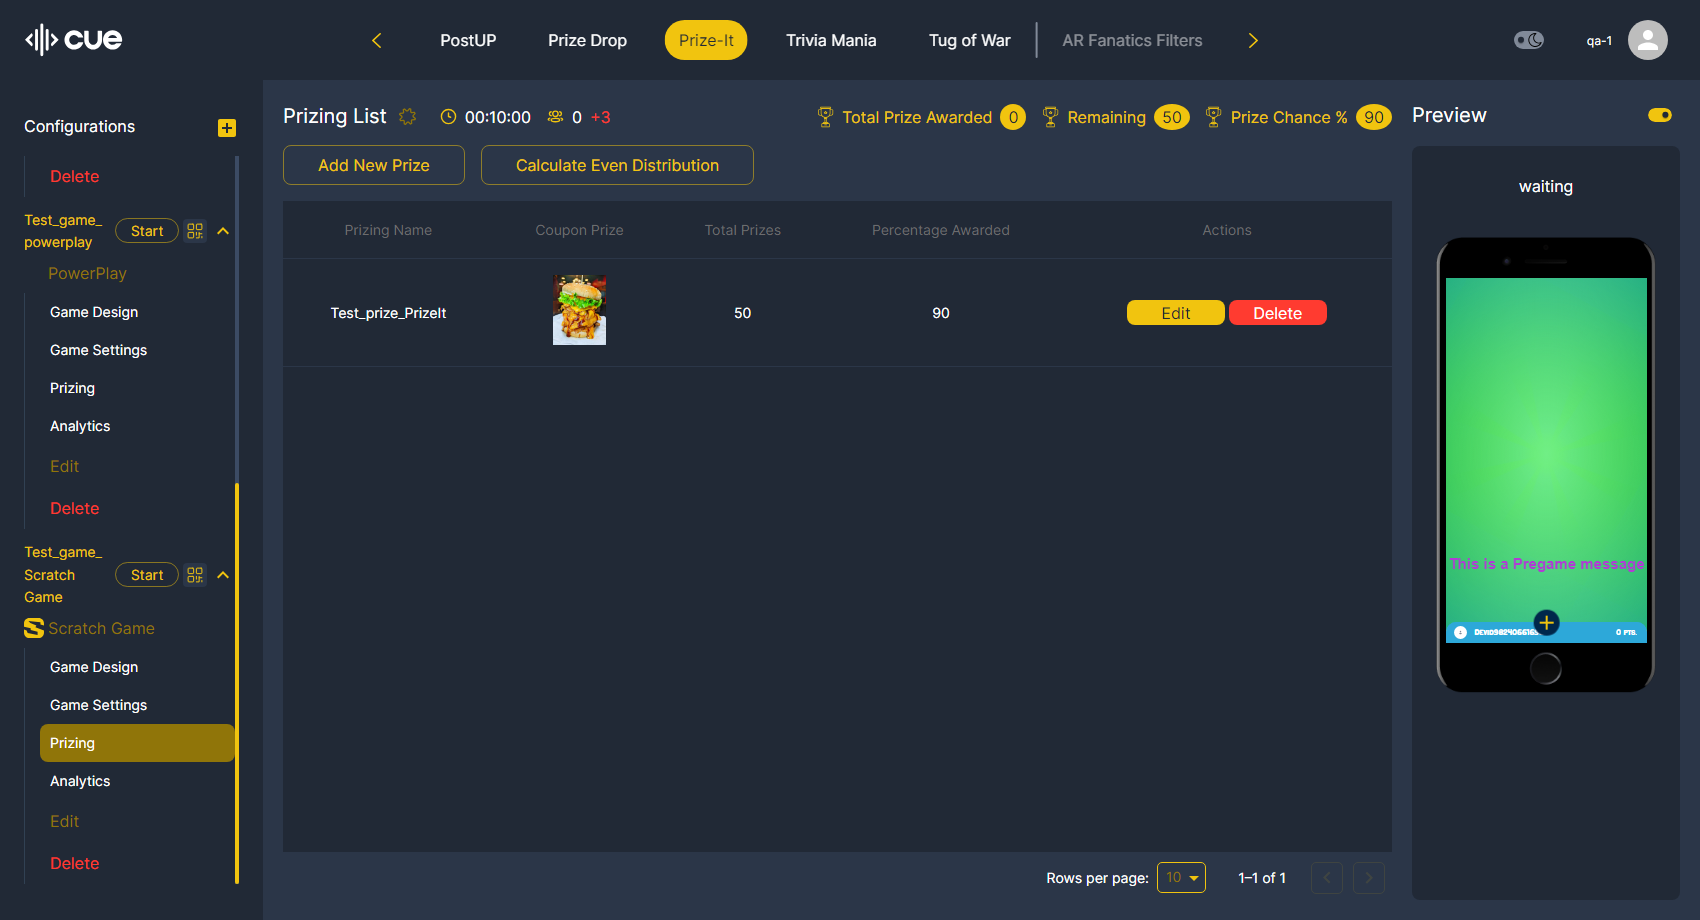 cue
PostUP
Prize Drop
Prize-It
Trivia Mania
Tug of War
AR Fanatics Filters
qa-1
Configurations
Delete
Test_game_
powerplay
Start
PowerPlay
Game Design
Game Settings
Prizing
Analytics
Edit
Delete
Test_game_
Scratch
Game
Start
Scratch Game
Game Design
Game Settings
Prizing
Analytics
Edit
Delete
Prizing List
00:10:00
0 +3
Total Prize Awarded 0
Remaining 50
Prize Chance % 90
Add New Prize
Calculate Even Distribution
Prizing Name Coupon Prize Total Prizes Percentage Awarded Actions
Test_prize_PrizeIt 50 90 Edit Delete
Rows per page: 10 1–1 of 1
Preview
waiting
This is a Pregame message
0 PTS.